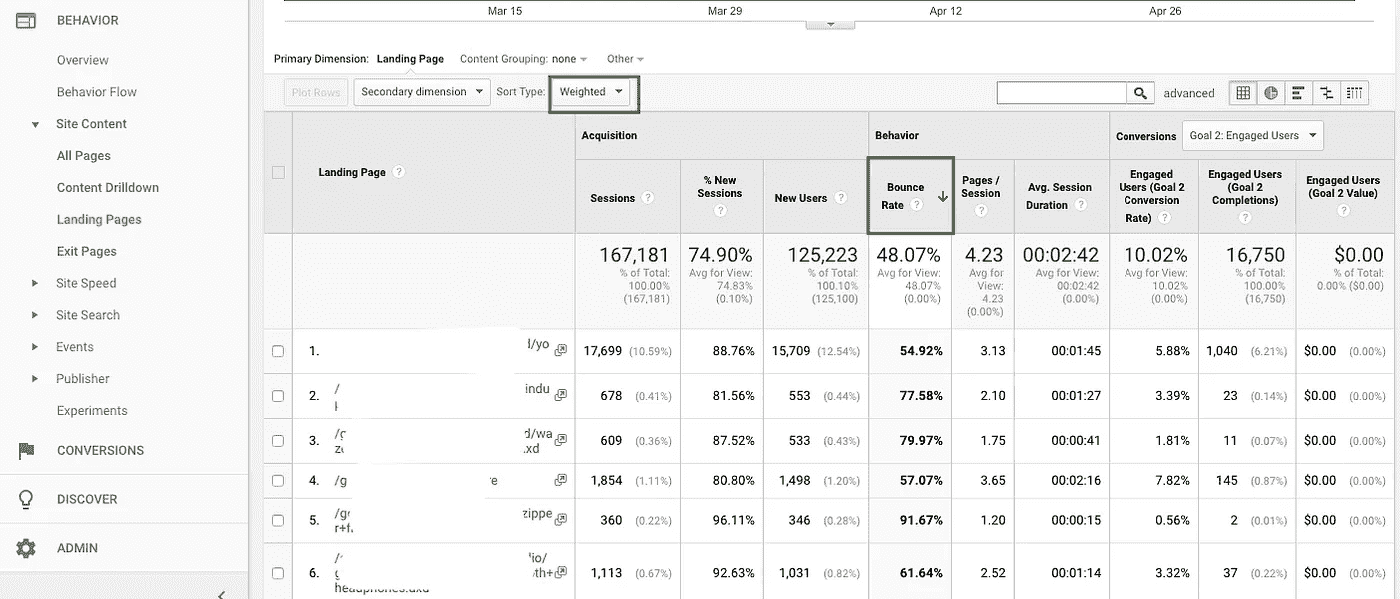 Mar 15 Mar 29 Apr 12 Apr 26
BEHAVIOR
Overview
Behavior Flow
Site Content
All Pages
Content Drilldown
Landing Pages
Exit Pages
Site Speed
Site Search
Events
Publisher
Experiments
CONVERSIONS
DISCOVER
ADMIN
Primary Dimension: Landing Page Content Grouping: none Other
Plot Rows Secondary dimension Sort Type: Weighted advanced
Landing Page ?
Acquisition
Behavior
Conversions Goal 2: Engaged Users
Sessions ?
% New
Sessions
?
New Users ?
Bounce
Rate ?
Pages /
Session
?
Avg. Session
Duration ?
Engaged
Users (Goal 2
Conversion
Rate) ?
Engaged Users
(Goal 2
Completions)
?
Engaged Users
(Goal 2 Value)
?
167,181
% of Total:
100.00%
(167,181)
74.90%
Avg for View:
74.83%
(0.10%)
125,223
% of Total:
100.10%
(125,100)
48.07%
Avg for View:
48.07%
(0.00%)
4.23
Avg for
View:
4.23
(0.00%)
00:02:42
Avg for View:
00:02:42
(0.00%)
10.02%
Avg for View:
10.02%
(0.00%)
16,750
% of Total:
100.00%
(16,750)
$0.00
% of Total:
0.00% ($0.00)
1. d/yo 17,699 (10.59%) 88.76% 15,709 (12.54%) 54.92% 3.13 00:01:45 5.88% 1,040 (6.21%) $0.00 (0.00%)
2. / indu 678 (0.41%) 81.56% 553 (0.44%) 77.58% 2.10 00:01:27 3.39% 23 (0.14%) $0.00 (0.00%)
3. /g d/wa 609 (0.36%) 87.52% 533 (0.43%) 79.97% 1.75 00:00:41 1.81% 11 (0.07%) $0.00 (0.00%)
.xd
4. /g re 1,854 (1.11%) 80.80% 1,498 (1.20%) 57.07% 3.65 00:02:16 7.82% 145 (0.87%) $0.00 (0.00%)
5. /g zippe 360 (0.22%) 96.11% 346 (0.28%) 91.67% 1.20 00:00:15 0.56% 2 (0.01%) $0.00 (0.00%)
r+f
6. / io/ 1,113 (0.67%) 92.63% 1,031 (0.82%) 61.64% 2.52 00:01:14 3.32% 37 (0.22%) $0.00 (0.00%)
th+